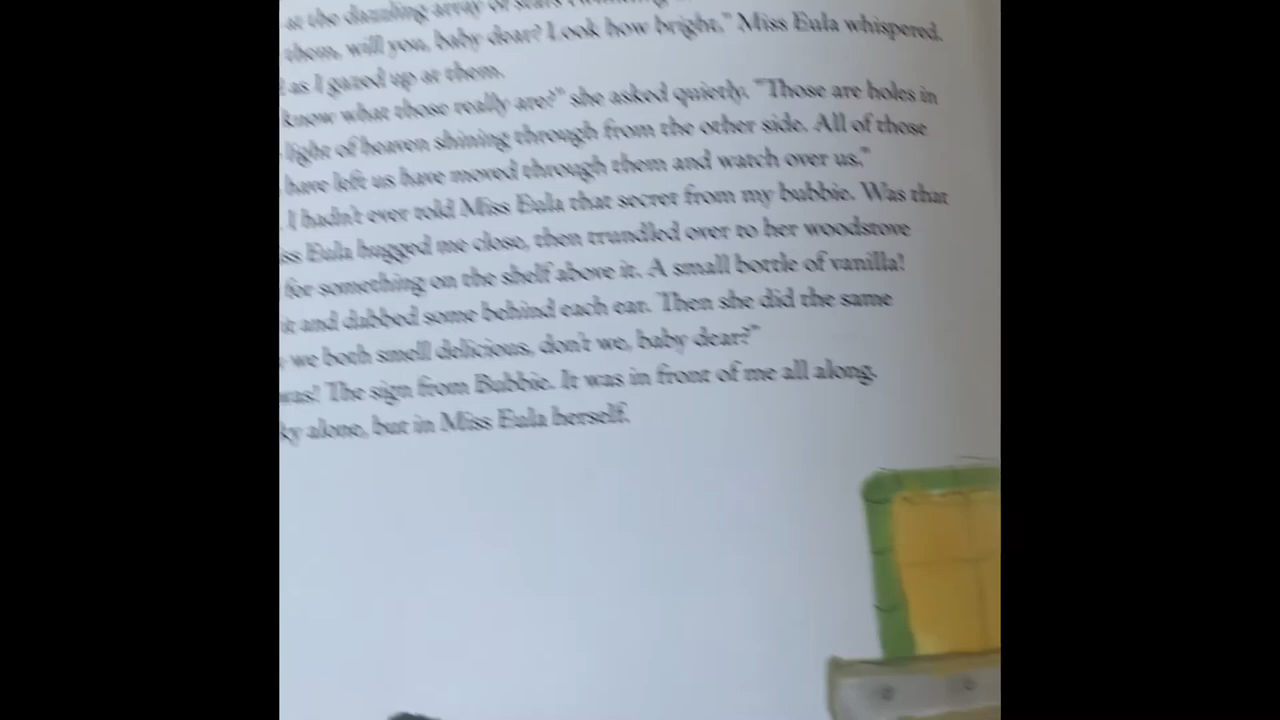 at the dazzling array of stars
them, will you, baby dear? Look how bright," Miss Eula whispered.
as I gazed up at them.
know what those really are?" she asked quietly. "Those are holes in
light of heaven shining through from the other side. All of those
have left us have moved through them and watch over us."
I hadn't ever told Miss Eula that secret from my bubbie. Was that
iss Eula hugged me close, then trundled over to her woodstove
for something on the shelf above it. A small bottle of vanilla!
it and dabbed some behind each ear. Then she did the same
we both smell delicious, don't we, baby dear?"
was! The sign from Bubbie. It was in front of me all along.
ky alone, but in Miss Eula herself.